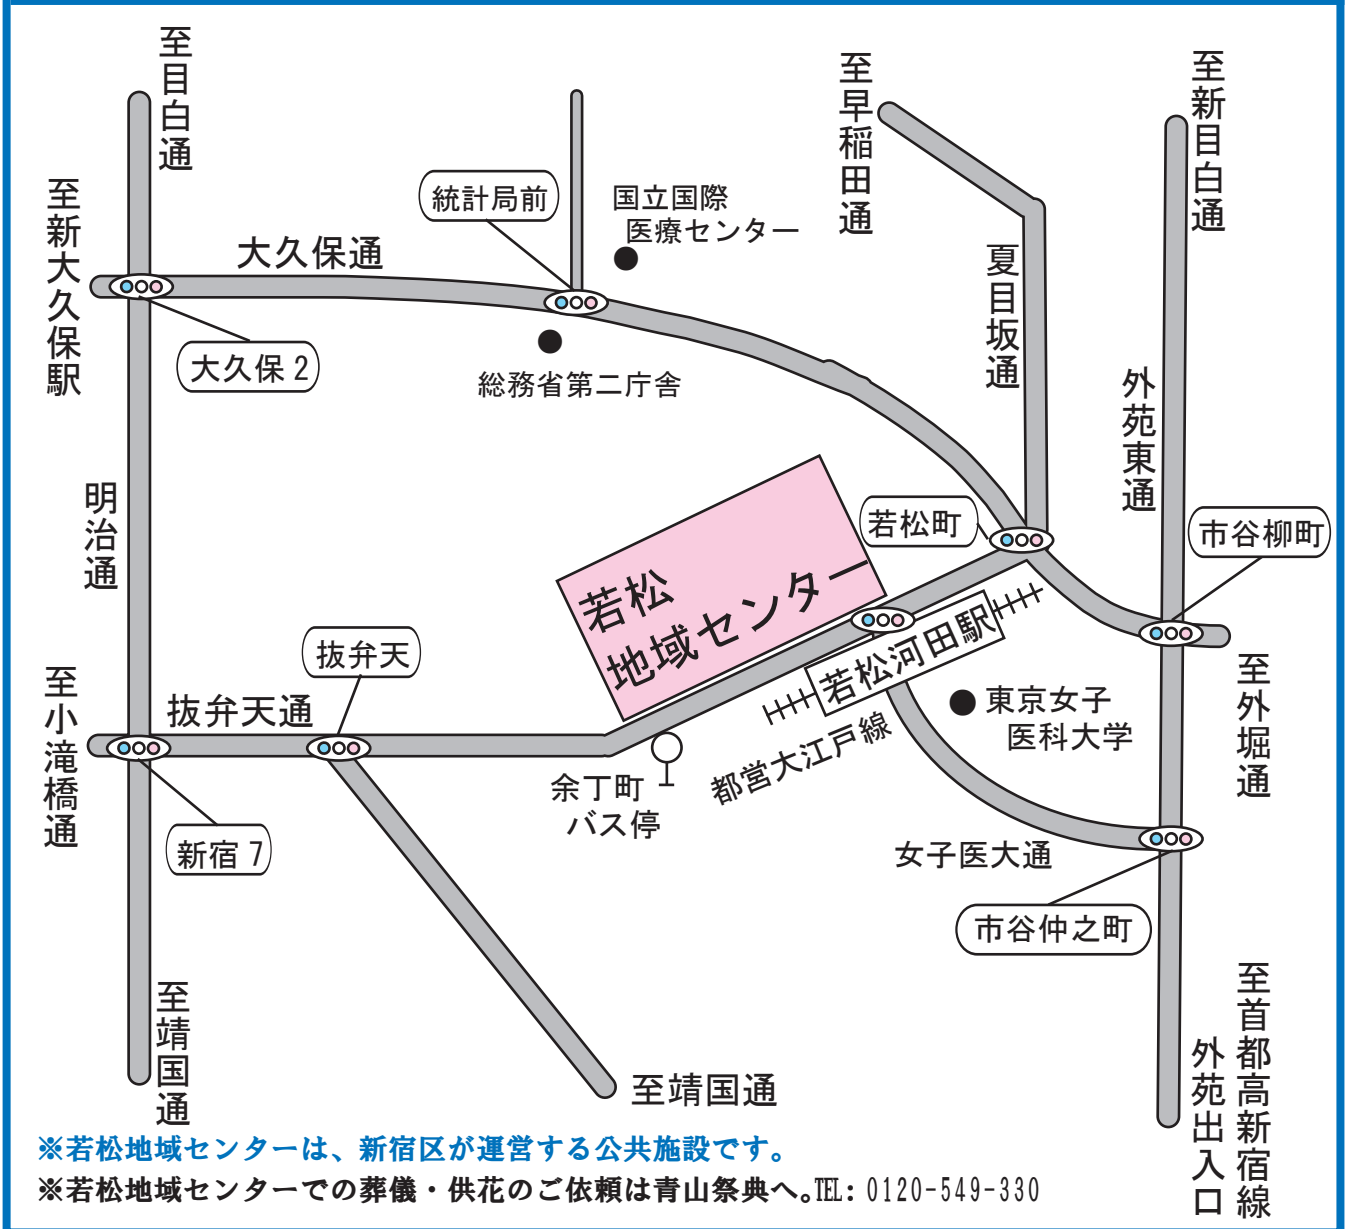 至目白通
至早稲田通
至新目白通
至新大久保駅
統計局前
国立国際
医療センター
大久保通
夏目坂通
大久保2
総務省第二庁舎
外苑東通
明治通
若松町
市谷柳町
若松
地域センター
抜弁天
若松河田駅
至小滝橋通
抜弁天通
東京女子
医科大学
至外堀通
都営大江戸線
余丁町
バス停
新宿7
女子医大通
市谷仲之町
至靖国通
至靖国通
至首都高新宿線
外苑出入口
※若松地域センターは、新宿区が運営する公共施設です。
※若松地域センターでの葬儀・供花のご依頼は青山祭典へ。TEL: 0120-549-330